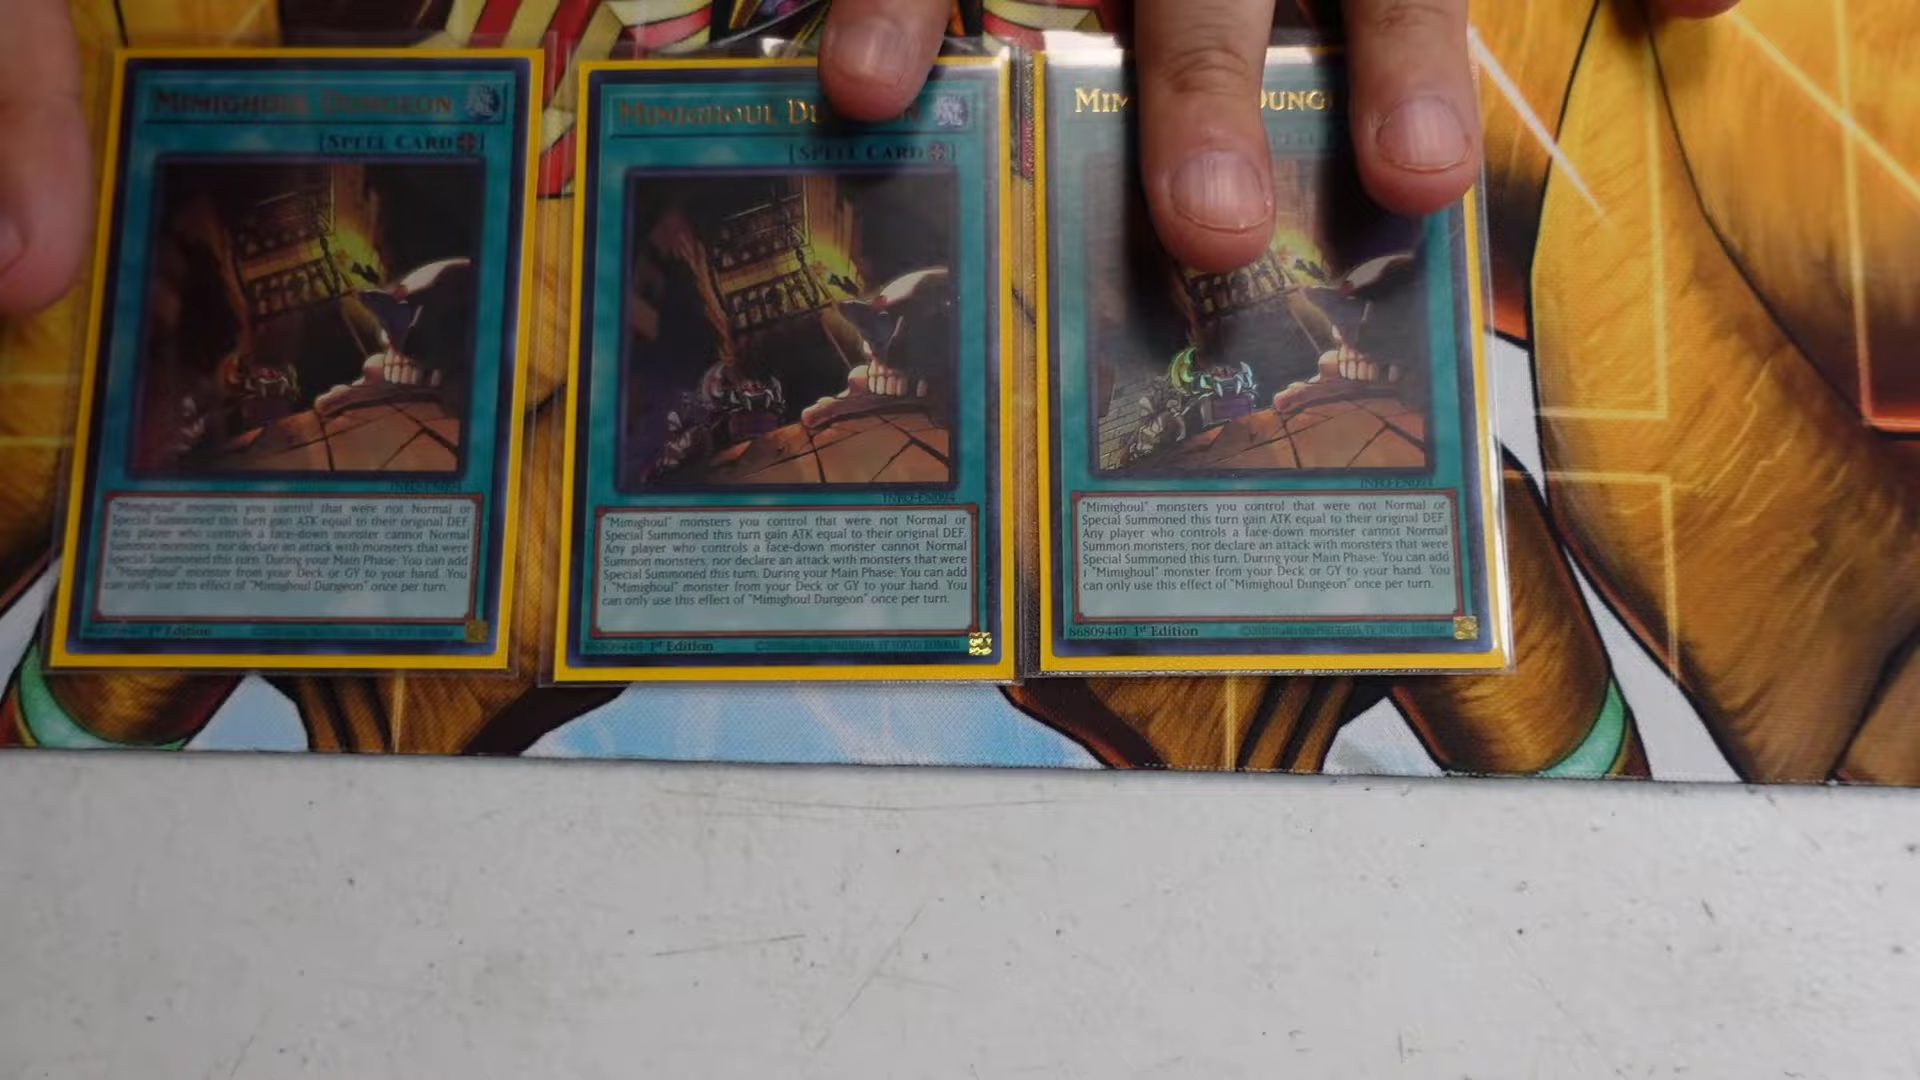 MIMIGHOUL DUNGEON
[SPELL CARD
INFO-EN094
"Mimighoul" monsters you control that were not Normal or
Special Summoned this turn gain ATK equal to their original DEF.
Any player who controls a face-down monster cannot Normal
Summon monsters, nor declare an attack with monsters that were
Special Summoned this turn. During your Main Phase: You can add
1 "Mimighoul" monster from your Deck or GY to your hand. You
can only use this effect of "Mimighoul Dungeon" once per turn.
86809440 1st Edition
MIMIGHOUL DU ON
[SPELL CARD ]
INFO-EN094
"Mimighoul" monsters you control that were not Normal or
Special Summoned this turn gain ATK equal to their original DEF.
Any player who controls a face-down monster cannot Normal
Summon monsters, nor declare an attack with monsters that were
Special Summoned this turn. During your Main Phase: You can add
1 "Mimighoul" monster from your Deck or GY to your hand. You
can only use this effect of "Mimighoul Dungeon" once per turn.
86809440 1st Edition
MIM DUNG
INFO-EN094
"Mimighoul" monsters you control that were not Normal or
Special Summoned this turn gain ATK equal to their original DEF.
Any player who controls a face-down monster cannot Normal
Summon monsters, nor declare an attack with monsters that were
Special Summoned this turn. During your Main Phase: You can add
1 "Mimighoul" monster from your Deck or GY to your hand. You
can only use this effect of "Mimighoul Dungeon" once per turn.
86809440 1st Edition